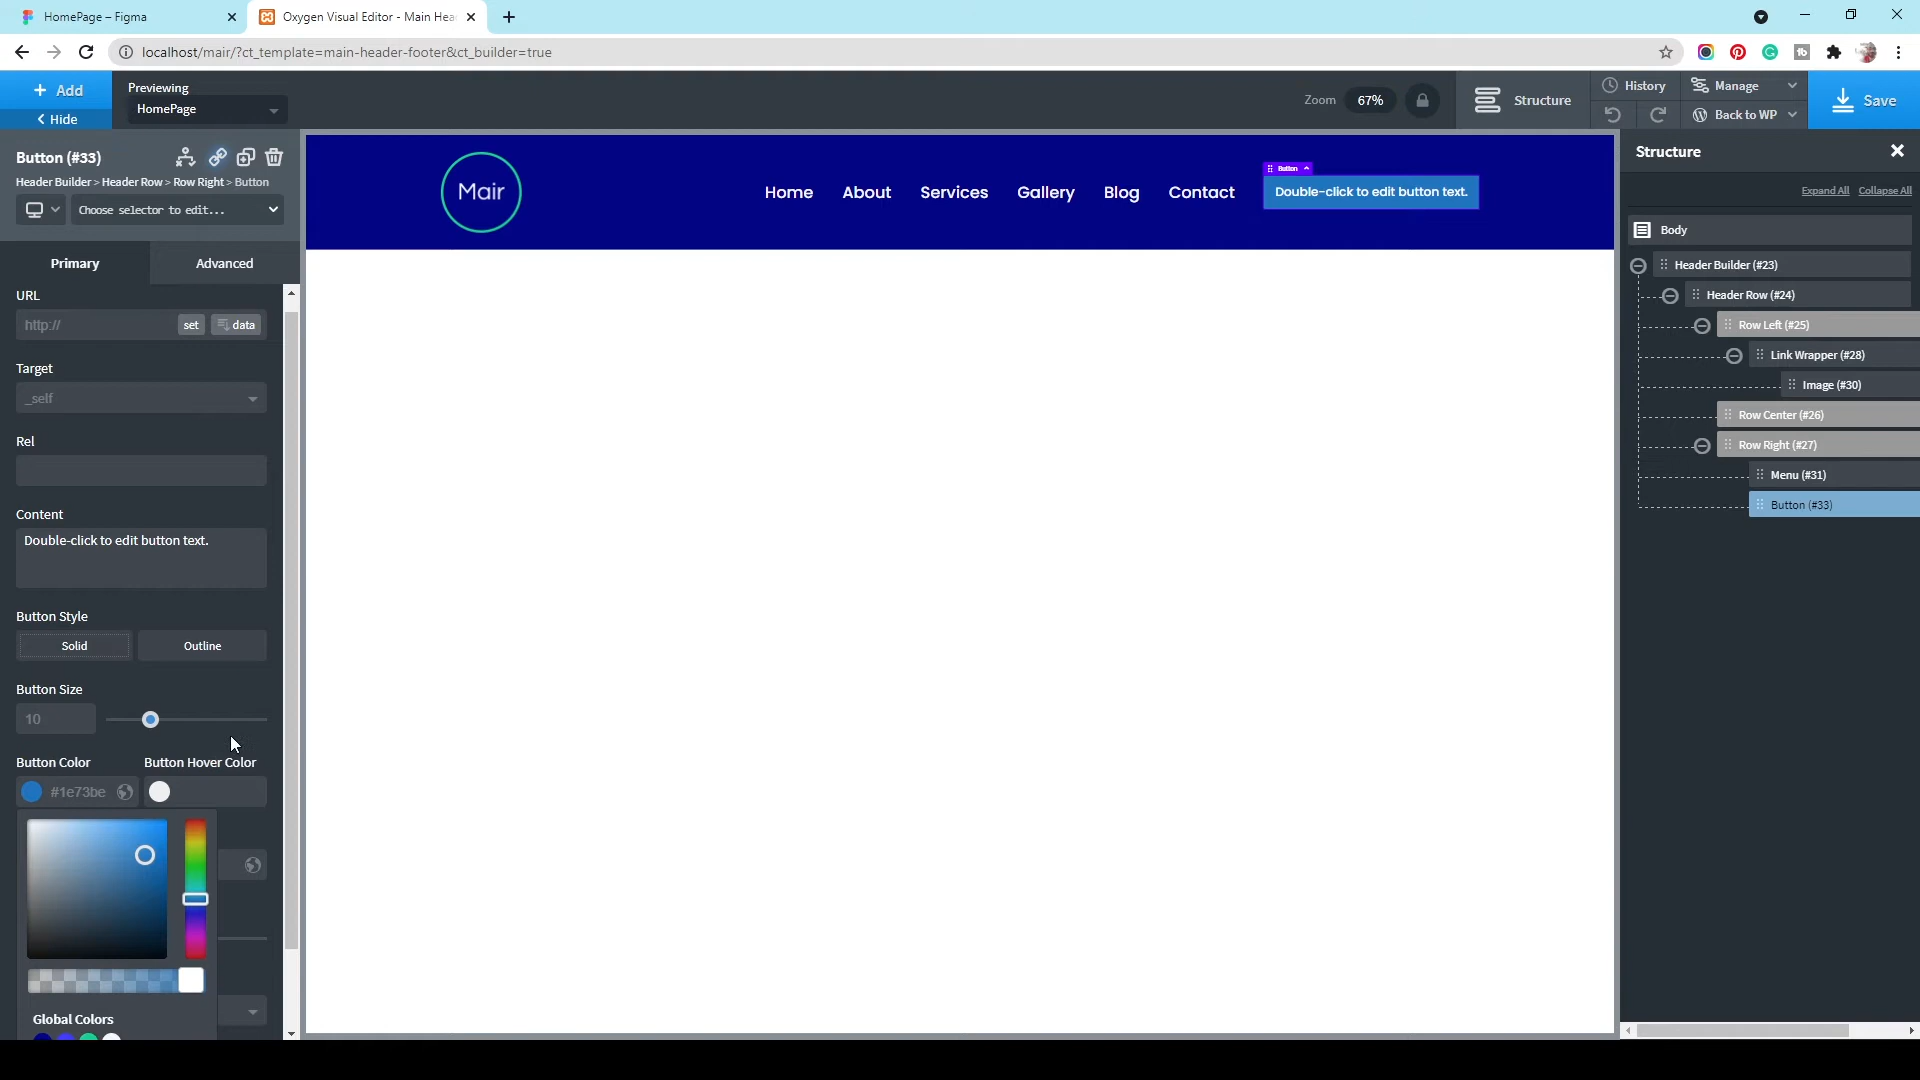 HomePage – Figma
Oxygen Visual Editor - Main Hea
localhost/mair/?ct_template=main-header-footer&ct_builder=true
Add
Hide
Previewing
HomePage
Zoom
67%
Structure
History
Manage
Back to WP
Save
Button (#33)
Header Builder > Header Row > Row Right > Button
Choose selector to edit...
Primary
Advanced
URL
http://
set
data
Target
_self
Rel
Content
Double-click to edit button text.
Button Style
Solid
Outline
Button Size
10
Button Color
Button Hover Color
#1e73be
Global Colors
Mair
Home
About
Services
Gallery
Blog
Contact
Button
Double-click to edit button text.
Structure
Expand All
Collapse All
Body
Header Builder (#23)
Header Row (#24)
Row Left (#25)
Link Wrapper (#28)
Image (#30)
Row Center (#26)
Row Right (#27)
Menu (#31)
Button (#33)